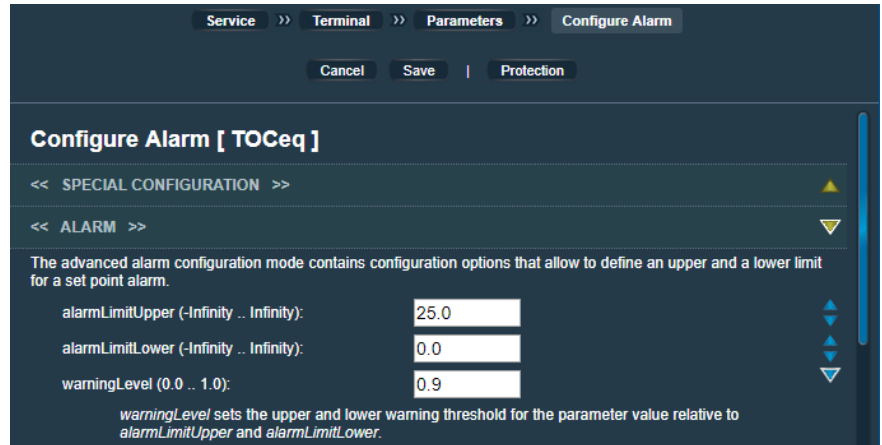 Service >> Terminal >> Parameters >> Configure Alarm
Cancel Save | Protection
Configure Alarm [ TOCeq ]
<< SPECIAL CONFIGURATION >>
<< ALARM >>
The advanced alarm configuration mode contains configuration options that allow to define an upper and a lower limit
for a set point alarm.
alarmLimitUpper (-Infinity .. Infinity): 25.0
alarmLimitLower (-Infinity .. Infinity): 0.0
warningLevel (0.0 .. 1.0): 0.9
warningLevel sets the upper and lower warning threshold for the parameter value relative to
alarmLimitUpper and alarmLimitLower.